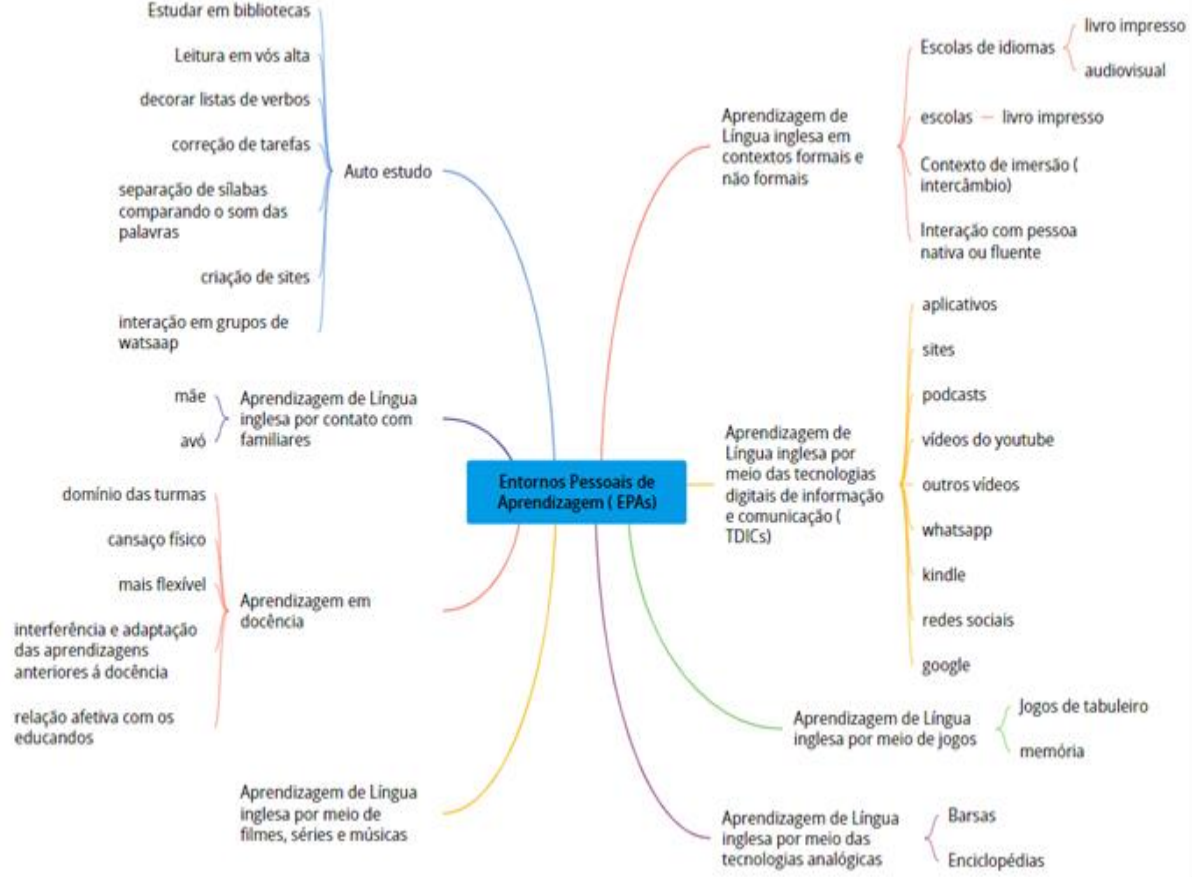 Entornos Pessoais de
Aprendizagem ( EPAs)
Estudar em bibliotecas
Leitura em vós alta
decorar listas de verbos
correção de tarefas
separação de sílabas
comparando o som das
palavras
criação de sites
interação em grupos de
watsaap
Auto estudo
mãe
avó
Aprendizagem de Língua
inglesa por contato com
familiares
domínio das turmas
cansaço físico
mais flexível
interferência e adaptação
das aprendizagens
anteriores á docência
relação afetiva com os
educandos
Aprendizagem em
docência
Aprendizagem de Língua
inglesa por meio de
filmes, séries e músicas
Aprendizagem de
Língua inglesa em
contextos formais e
não formais
Escolas de idiomas
livro impresso
audiovisual
escolas
livro impresso
Contexto de imersão (
intercâmbio)
Interação com pessoa
nativa ou fluente
Aprendizagem de
Língua inglesa por
meio das tecnologias
digitais de informação
e comunicação (
TDICs)
aplicativos
sites
podcasts
vídeos do youtube
outros vídeos
whatsapp
kindle
redes sociais
google
Aprendizagem de Língua
inglesa por meio de jogos
Jogos de tabuleiro
memória
Aprendizagem de Língua
inglesa por meio das
tecnologias analógicas
Barsas
Enciclopédias